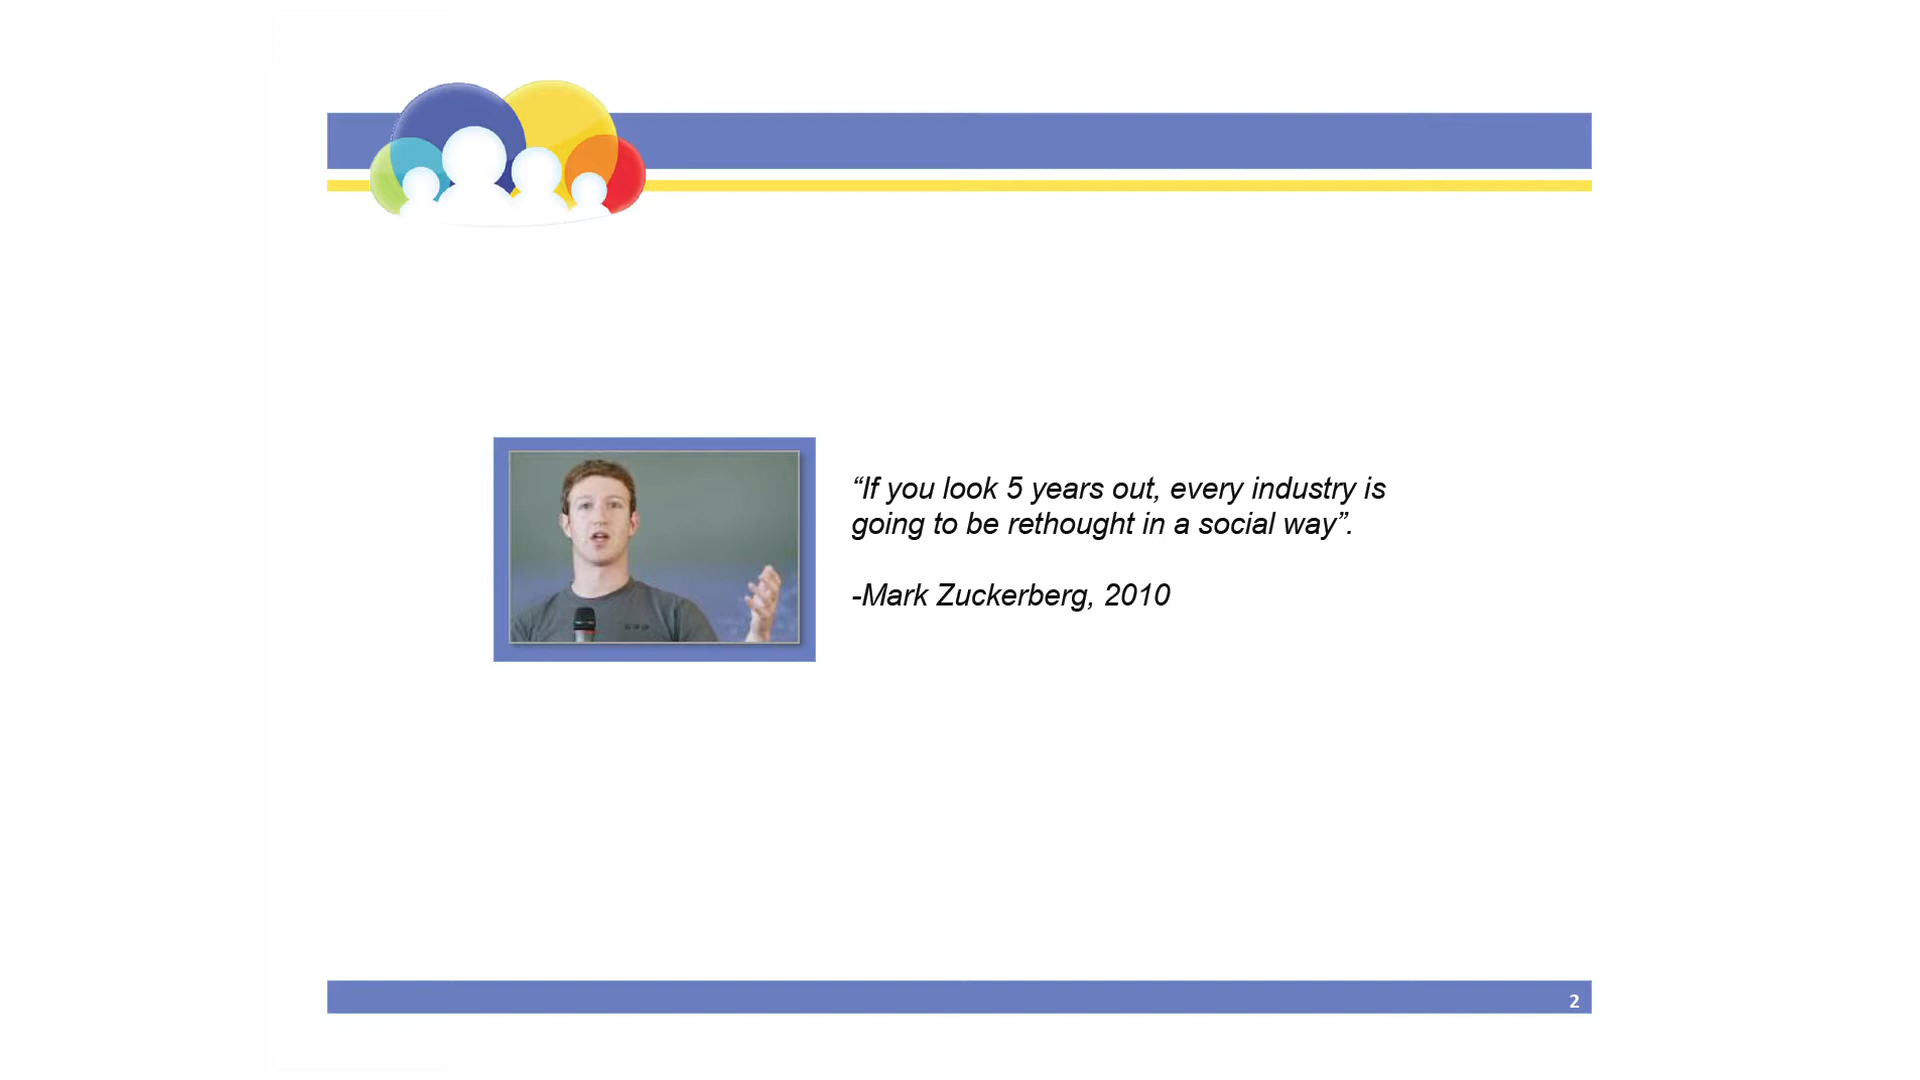 “If you look 5 years out, every industry is
going to be rethought in a social way”.
-Mark Zuckerberg, 2010
2